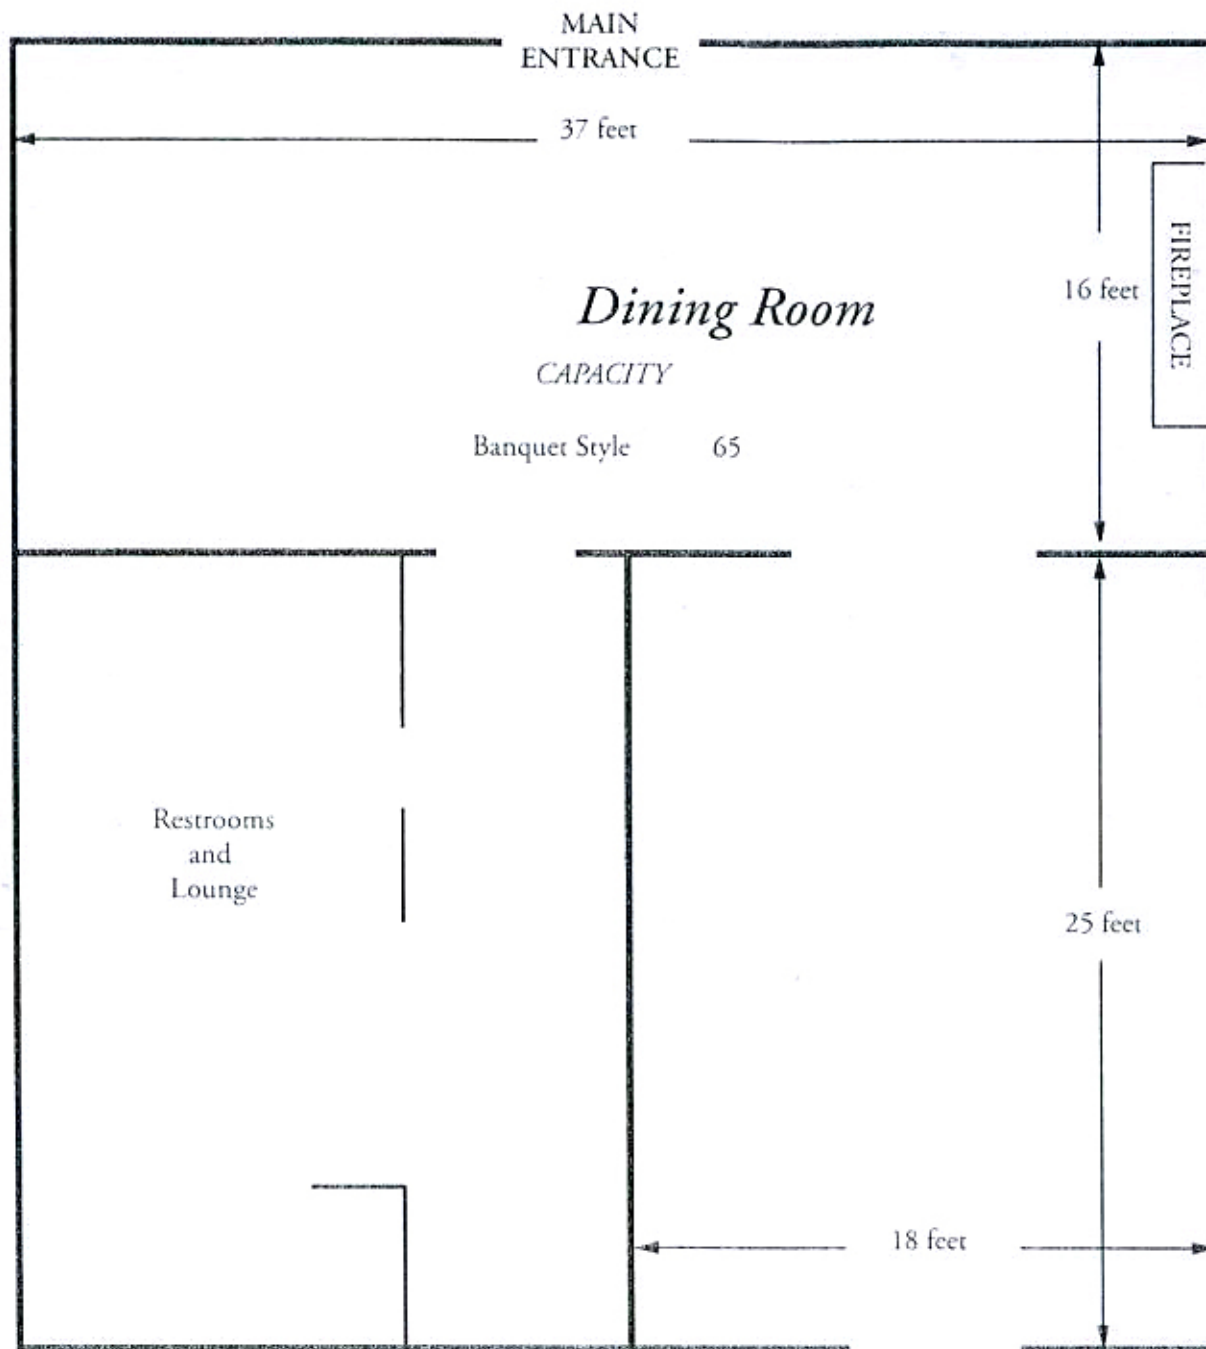 MAIN
ENTRANCE
37 feet
Dining Room
16 feet
FIREPLACE
CAPACITY
Banquet Style 65
Restrooms
and
Lounge
25 feet
18 feet